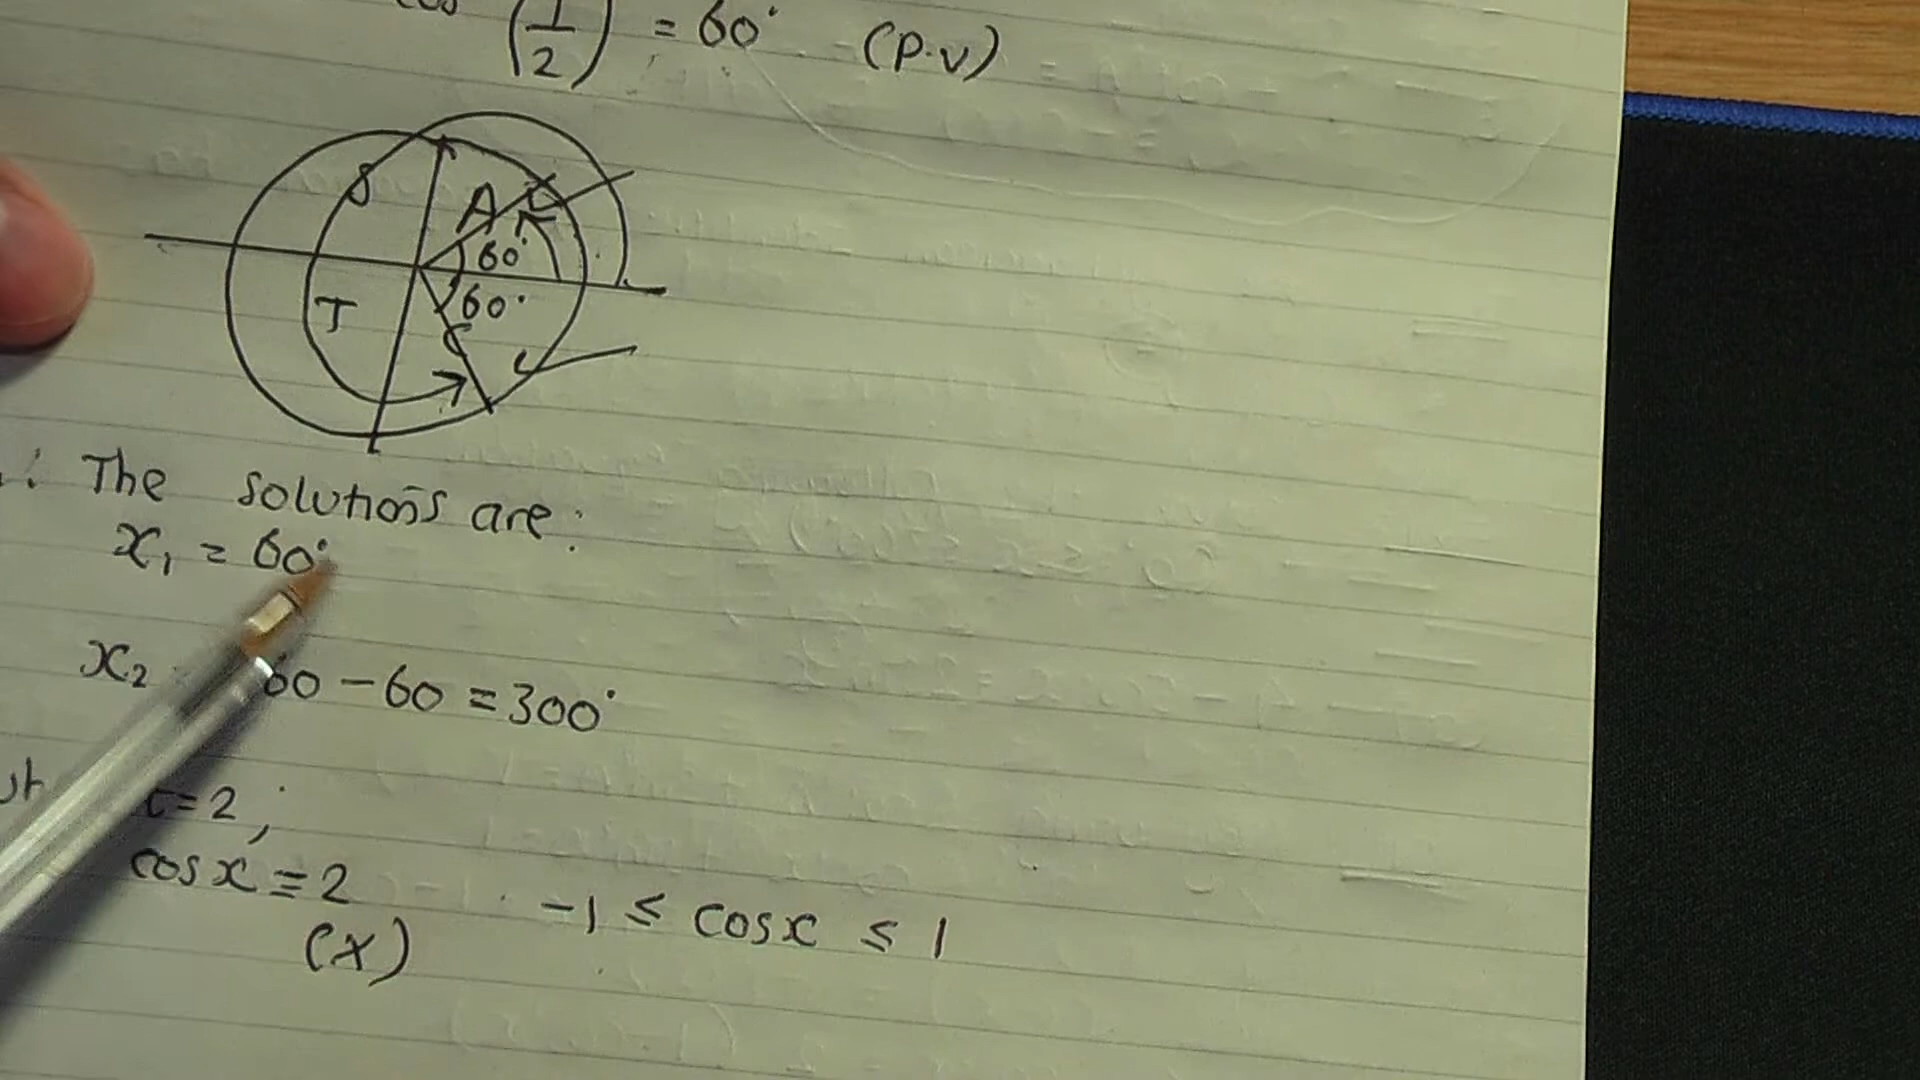 cos (1/2) = 60° (P.V)
S A
60°
T 60°
C
∴ The solutions are:
x₁ = 60°
x₂ 60 - 60 = 300°
t = 2;
cos x = 2
(x) -1 ≤ cos x ≤ 1